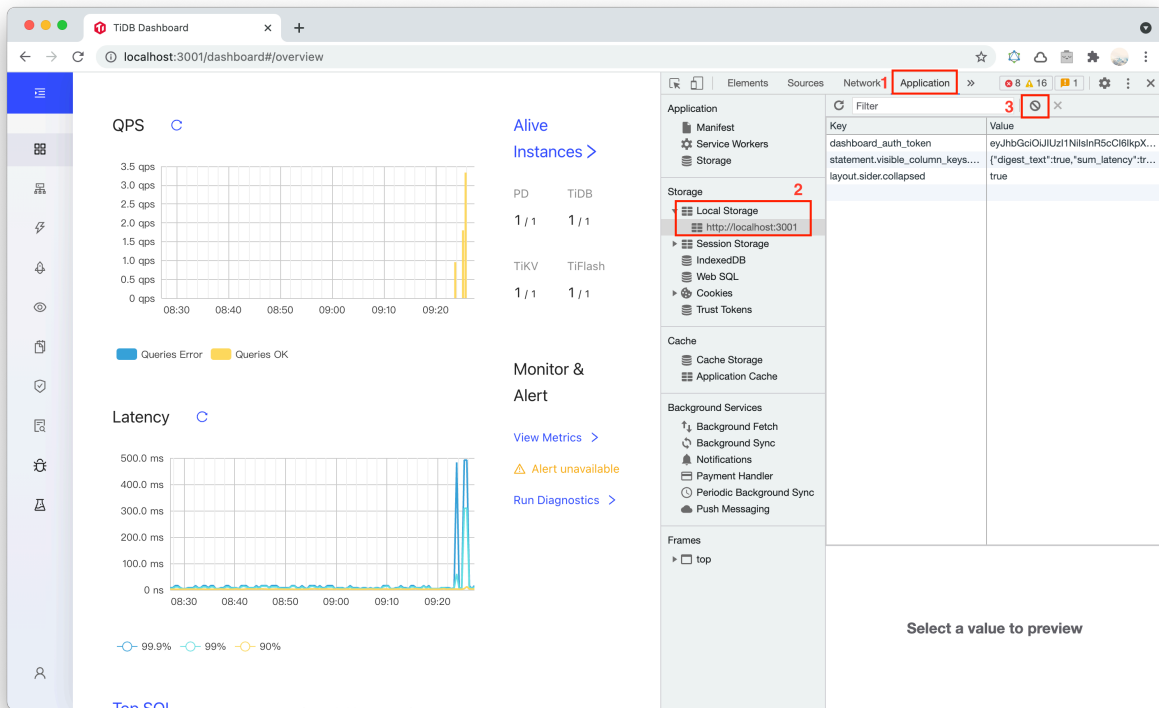 TiDB Dashboard
localhost:3001/dashboard#/overview
QPS
3.5 qps
3.0 qps
2.5 qps
2.0 qps
1.5 qps
1.0 qps
0.5 qps
0 qps
08:30 08:40 08:50 09:00 09:10 09:20
Queries Error Queries OK
Latency
500.0 ms
400.0 ms
300.0 ms
200.0 ms
100.0 ms
0 ns
08:30 08:40 08:50 09:00 09:10 09:20
99.9% 99% 90%
Top SQL
Alive
Instances >
PD TiDB
1 / 1 1 / 1
TiKV TiFlash
1 / 1 1 / 1
Monitor &
Alert
View Metrics >
Alert unavailable
Run Diagnostics >
Elements Sources Network 1 Application » 8 16 1
Application
Manifest
Service Workers
Storage
Storage 2
Local Storage
http://localhost:3001
Session Storage
IndexedDB
Web SQL
Cookies
Trust Tokens
Cache
Cache Storage
Application Cache
Background Services
Background Fetch
Background Sync
Notifications
Payment Handler
Periodic Background Sync
Push Messaging
Frames
top
Filter 3
Key Value
dashboard_auth_token eyJhbGciOiJIUzI1NiIsInR5cCI6IkpX...
statement.visible_column_keys.... {"digest_text":true,"sum_latency":tr...
layout.sider.collapsed true
Select a value to preview